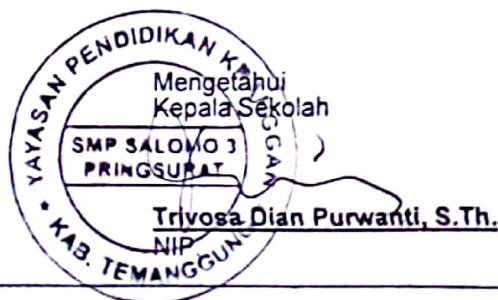 YAYASAN PENDIDIKAN
Mengetahui
Kepala Sekolah
SMP SALOMO 3
PRINGSURAT
Trivosa Dian Purwanti, S.Th.
NIP.
* KAB. TEMANGGUNG